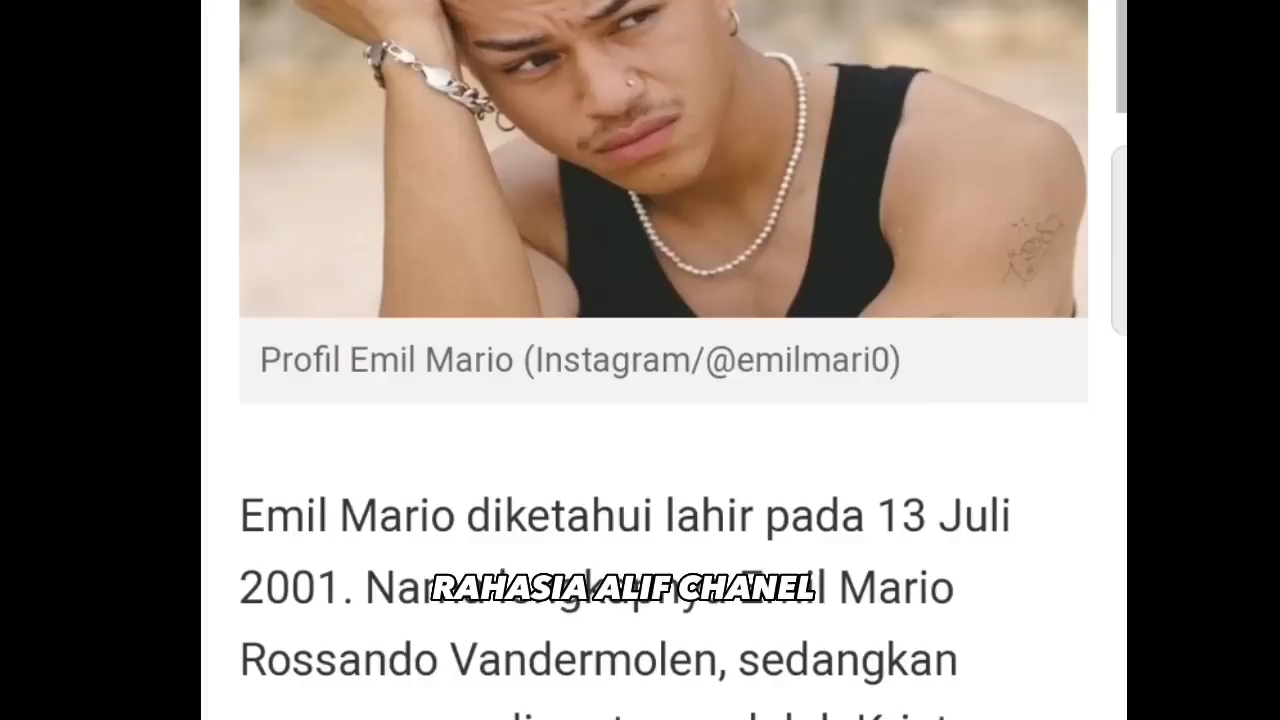 Profil Emil Mario (Instagram/@emilmari0)
Emil Mario diketahui lahir pada 13 Juli
2001. Emil Mario
RAHASIA ALIF CHANEL
Rossando Vandermolen, sedangkan